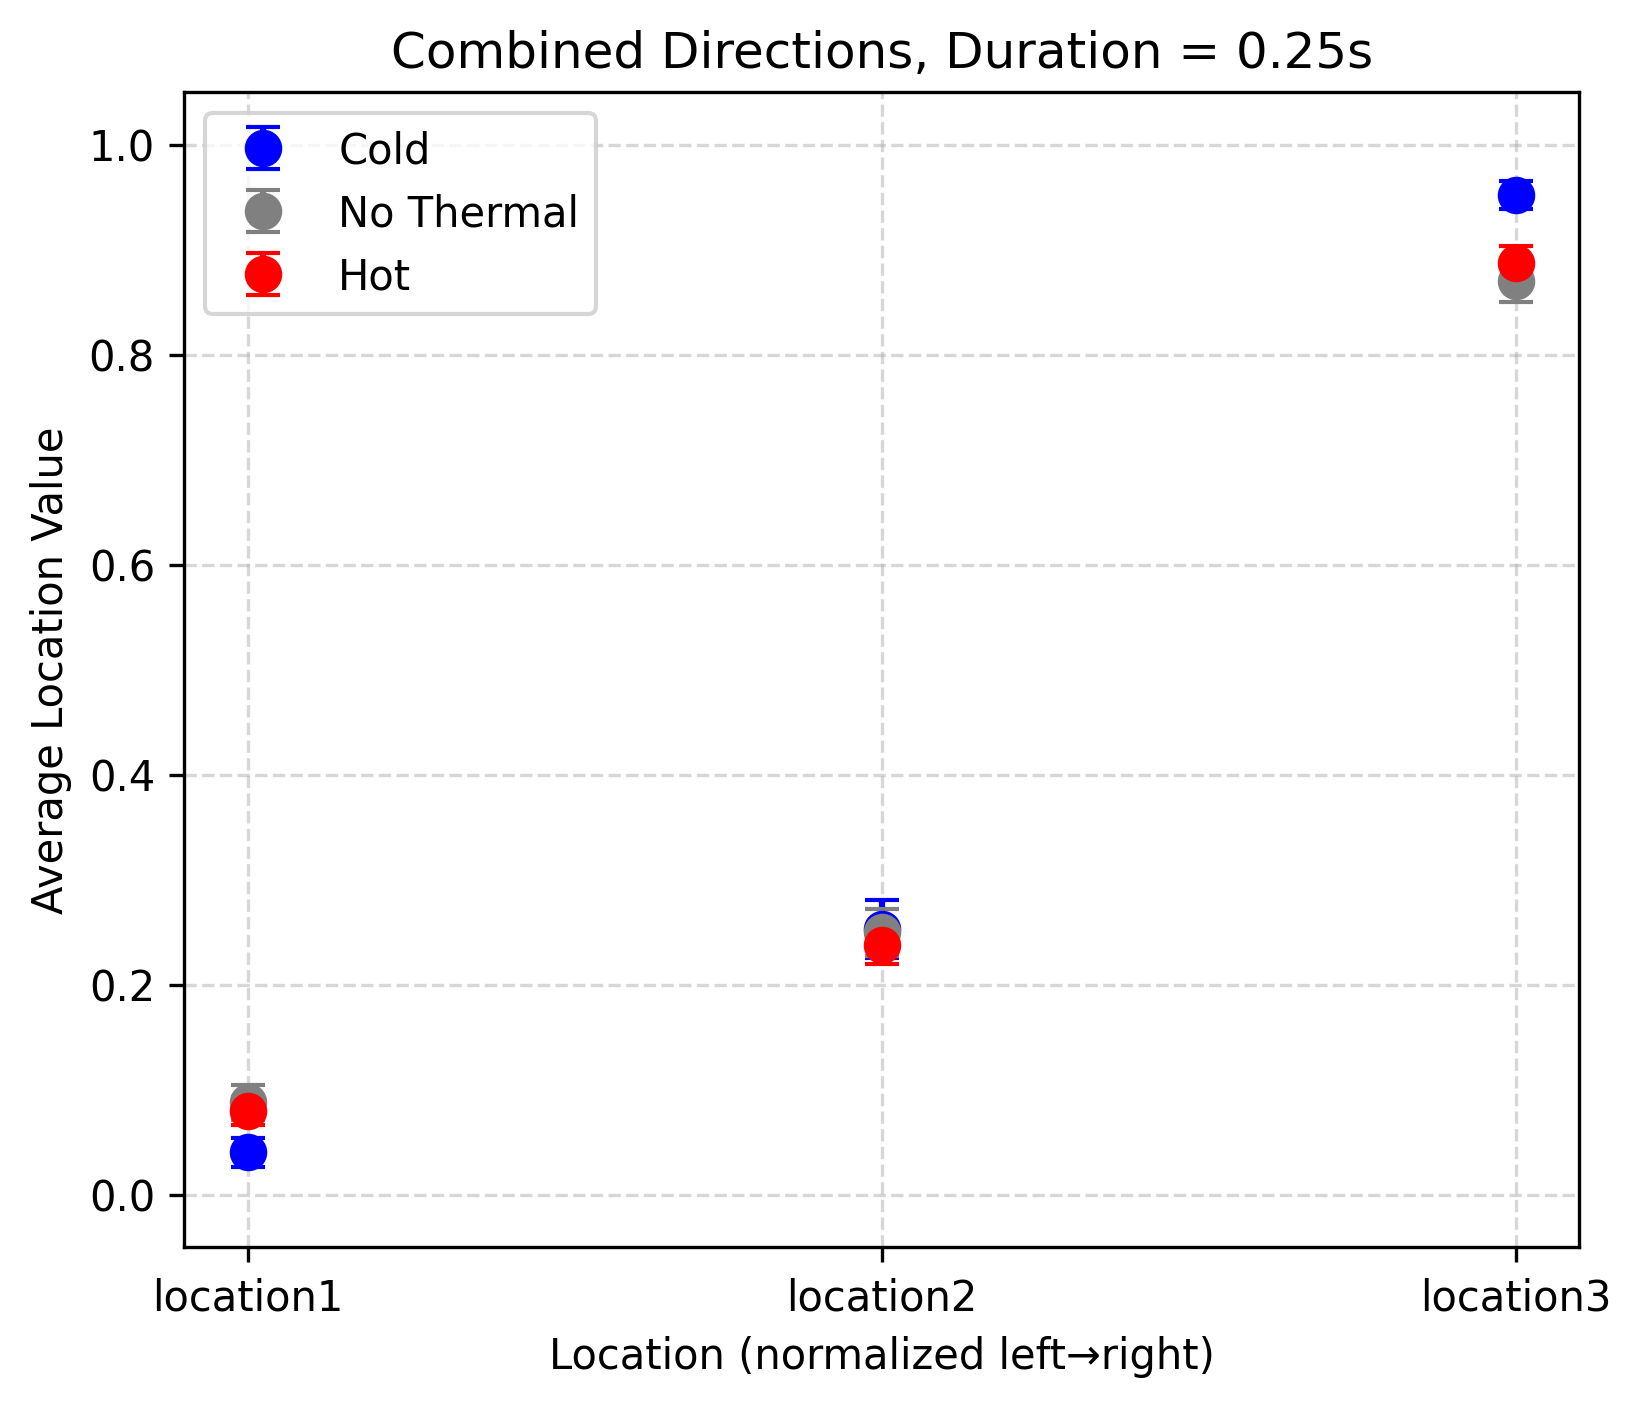 Combined Directions, Duration = 0.25s
Cold
No Thermal
Hot
1.0
0.8
0.6
0.4
0.2
0.0
Average Location Value
location1 location2 location3
Location (normalized left→right)